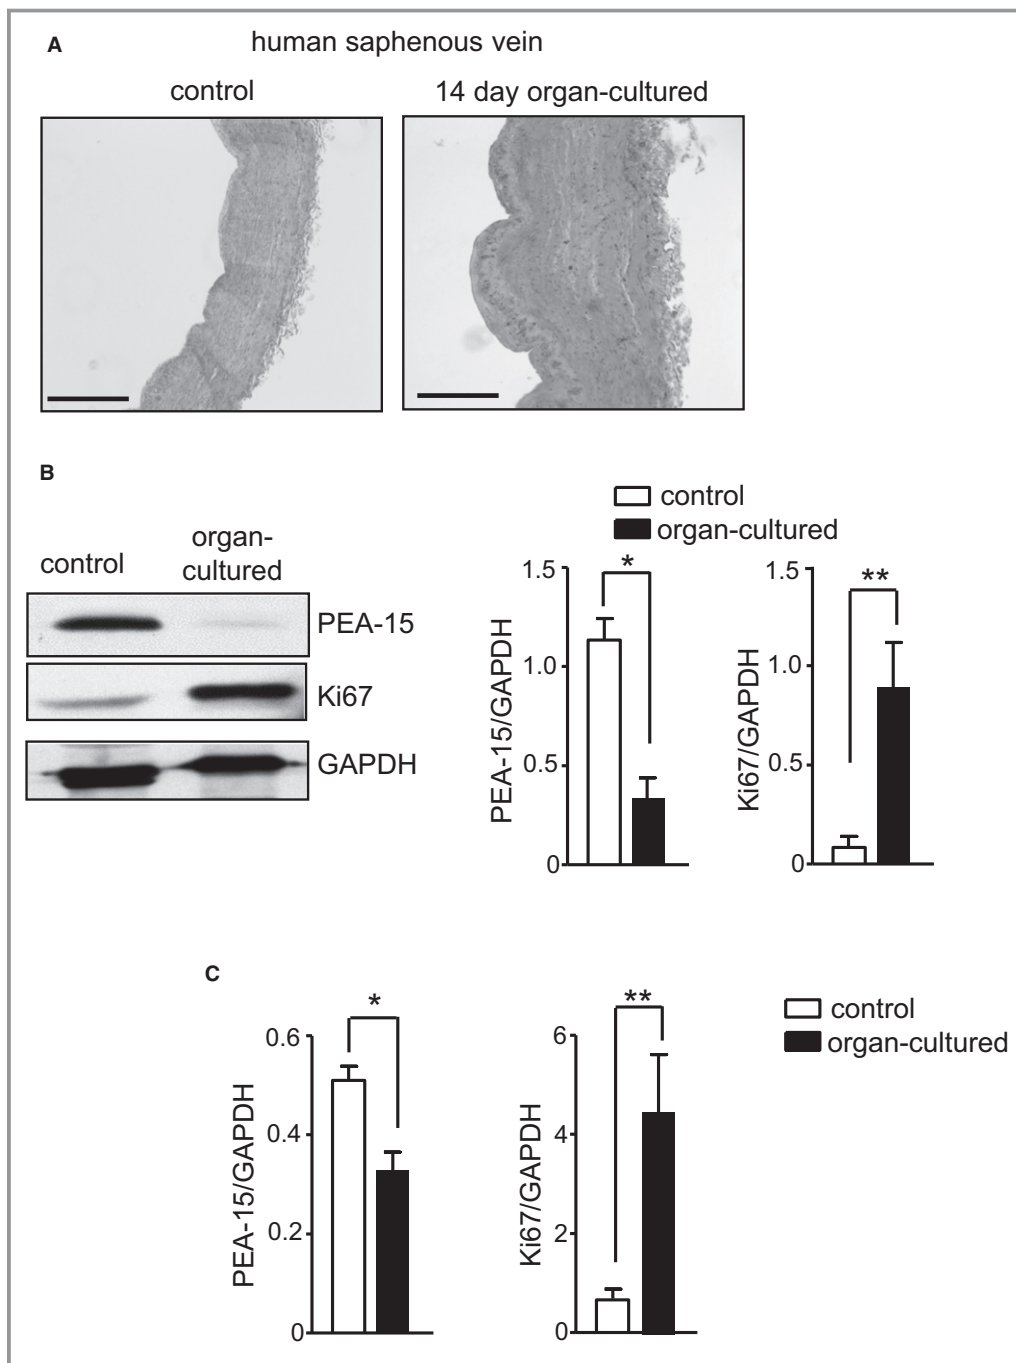 A
human saphenous vein
control
14 day organ-cultured
B
control
organ-
cultured
PEA-15
Ki67
GAPDH
control
organ-cultured
PEA-15/GAPDH
1.5
1.0
0.5
0
*
Ki67/GAPDH
1.5
1.0
0.5
0
**
C
PEA-15/GAPDH
0.6
0.4
0.2
0
*
Ki67/GAPDH
6
4
2
0
**
control
organ-cultured